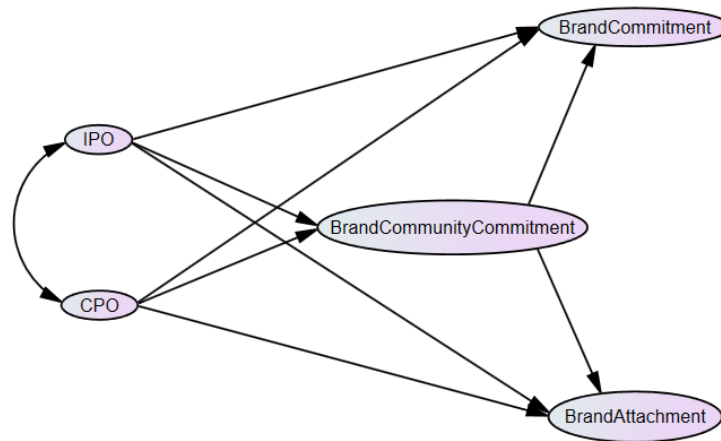 BrandCommitment
IPO
BrandCommunityCommitment
CPO
BrandAttachment